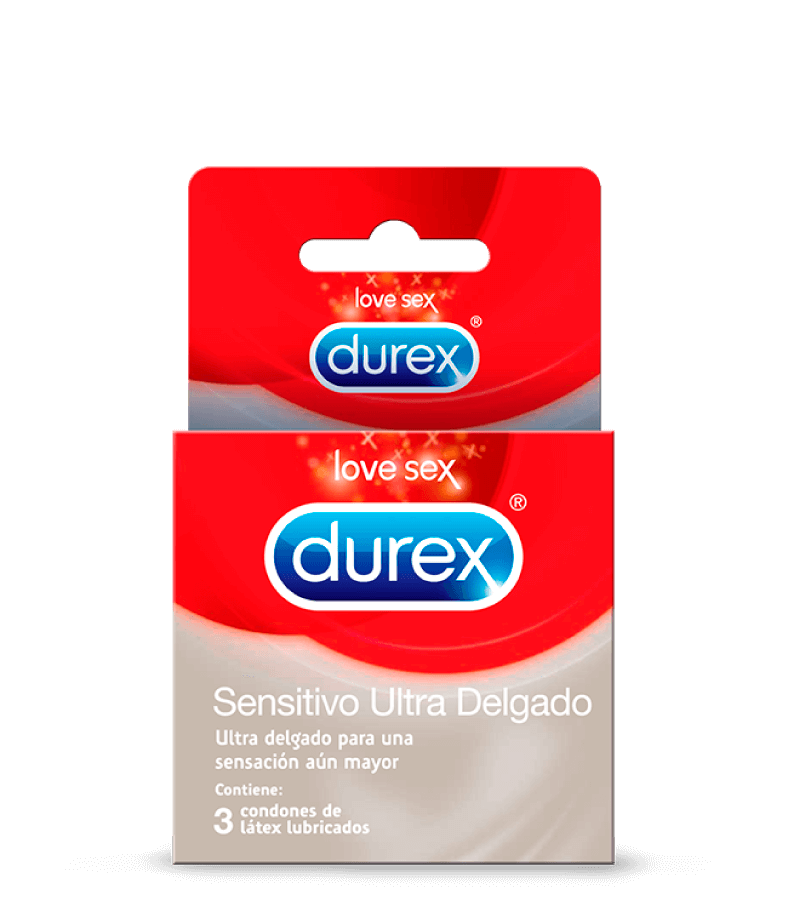 love sex
durex®
love sex
durex®
Sensitivo Ultra Delgado
Ultra delgado para una
sensación aún mayor
Contiene:
3 condones de
látex lubricados